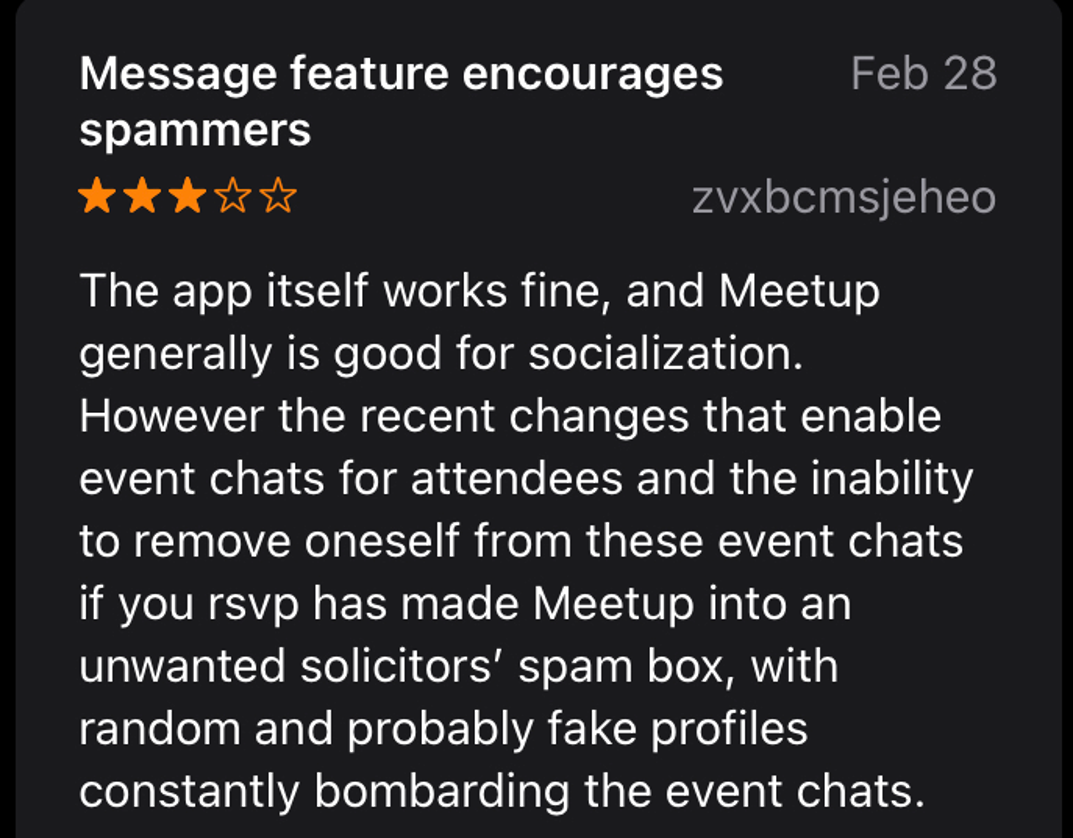 Message feature encourages
spammers
Feb 28
zvxbcmsjeheo
The app itself works fine, and Meetup
generally is good for socialization.
However the recent changes that enable
event chats for attendees and the inability
to remove oneself from these event chats
if you rsvp has made Meetup into an
unwanted solicitors’ spam box, with
random and probably fake profiles
constantly bombarding the event chats.